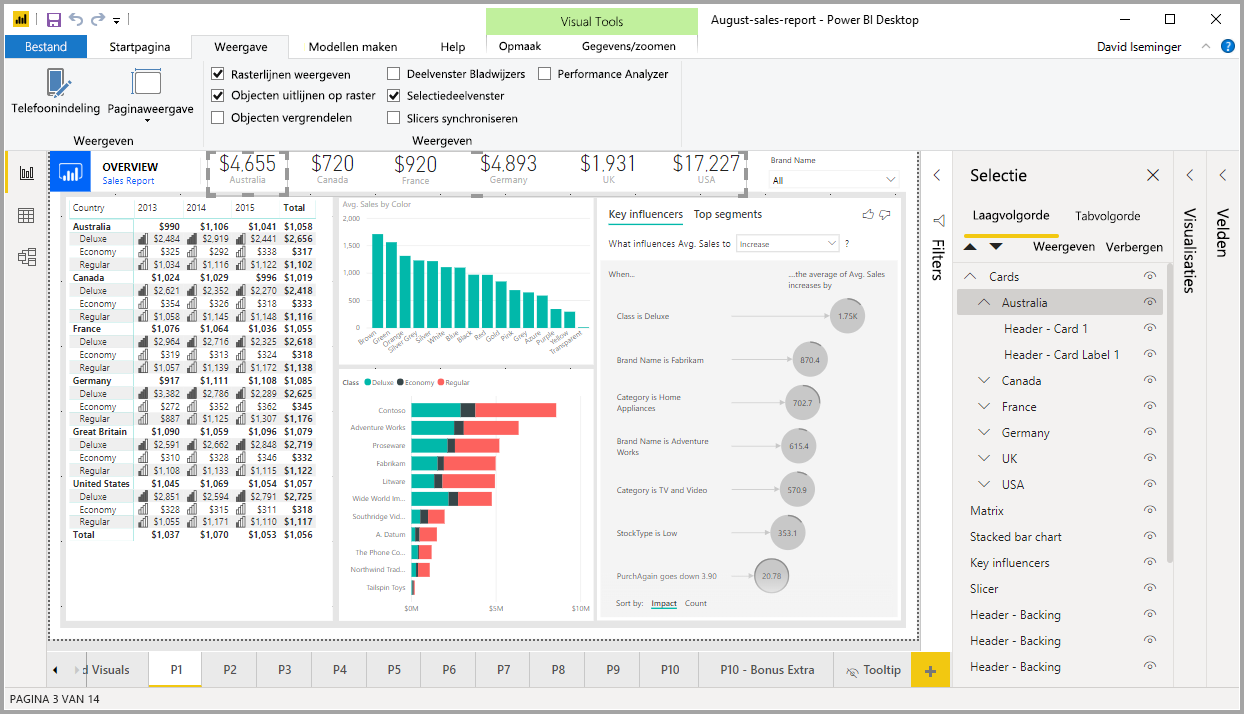 Visual Tools
August-sales-report - Power BI Desktop
Bestand Startpagina Weergave Modellen maken Help Opmaak Gegevens/zoomen David Iseminger ?
Telefoonindeling
Paginaweergave
Weergeven
Rasterlijnen weergeven
Objecten uitlijnen op raster
Objecten vergrendelen
Deelvenster Bladwijzers
Selectiedeelvenster
Slicers synchroniseren
Performance Analyzer
Weergeven
OVERVIEW
Sales Report
$4,655 $720 $920 $4,893 $1,931 $17,227
Australia Canada France Germany UK USA
Brand Name
All
Country 2013 2014 2015 Total
Australia $990 $1,106 $1,041 $1,058
Deluxe $2,484 $2,919 $2,441 $2,656
Economy $325 $292 $338 $317
Regular $1,034 $1,116 $1,122 $1,102
Canada $1,024 $1,029 $996 $1,019
Deluxe $2,621 $2,352 $2,270 $2,418
Economy $354 $326 $318 $333
Regular $1,058 $1,145 $1,148 $1,116
France $1,076 $1,064 $1,036 $1,055
Deluxe $2,964 $2,716 $2,325 $2,618
Economy $319 $313 $324 $318
Regular $1,057 $1,139 $1,172 $1,138
Germany $917 $1,111 $1,108 $1,085
Deluxe $3,382 $2,786 $2,289 $2,625
Economy $272 $352 $362 $345
Regular $887 $1,125 $1,307 $1,176
Great Britain $1,090 $1,059 $1,096 $1,079
Deluxe $2,591 $2,662 $2,848 $2,719
Economy $310 $328 $346 $332
Regular $1,108 $1,133 $1,115 $1,122
United States $1,045 $1,069 $1,054 $1,057
Deluxe $2,851 $2,594 $2,791 $2,725
Economy $328 $315 $311 $318
Regular $1,055 $1,171 $1,110 $1,117
Total $1,037 $1,070 $1,053 $1,056
Avg. Sales by Color
2,000
1,500
1,000
500
0
Brown Green Orange Silver Grey Silver White Blue Black Red Gold Pink Grey Azure Purple Yellow Transparent
Class Deluxe Economy Regular
Contoso
Adventure Works
Proseware
Fabrikam
Litware
Wide World Im...
Southridge Vid...
A. Datum
The Phone Co...
Northwind Trad...
Tailspin Toys
$0M $5M $10M
Key influencers Top segments
What influences Avg. Sales to Increase ?
When...
...the average of Avg. Sales
increases by
Class is Deluxe 1.75K
Brand Name is Fabrikam 870.4
Category is Home
Appliances 702.7
Brand Name is Adventure
Works 615.4
Category is TV and Video 570.9
StockType is Low 353.1
PurchAgain goes down 3.90 20.78
Sort by: Impact Count
Filters
Selectie
Laagvolgorde Tabvolgorde
Weergeven Verbergen
Cards
Australia
Header - Card 1
Header - Card Label 1
Canada
France
Germany
UK
USA
Matrix
Stacked bar chart
Key influencers
Slicer
Header - Backing
Header - Backing
Header - Backing
Visualisaties
Velden
d Visuals P1 P2 P3 P4 P5 P6 P7 P8 P9 P10 P10 - Bonus Extra Tooltip +
PAGINA 3 VAN 14